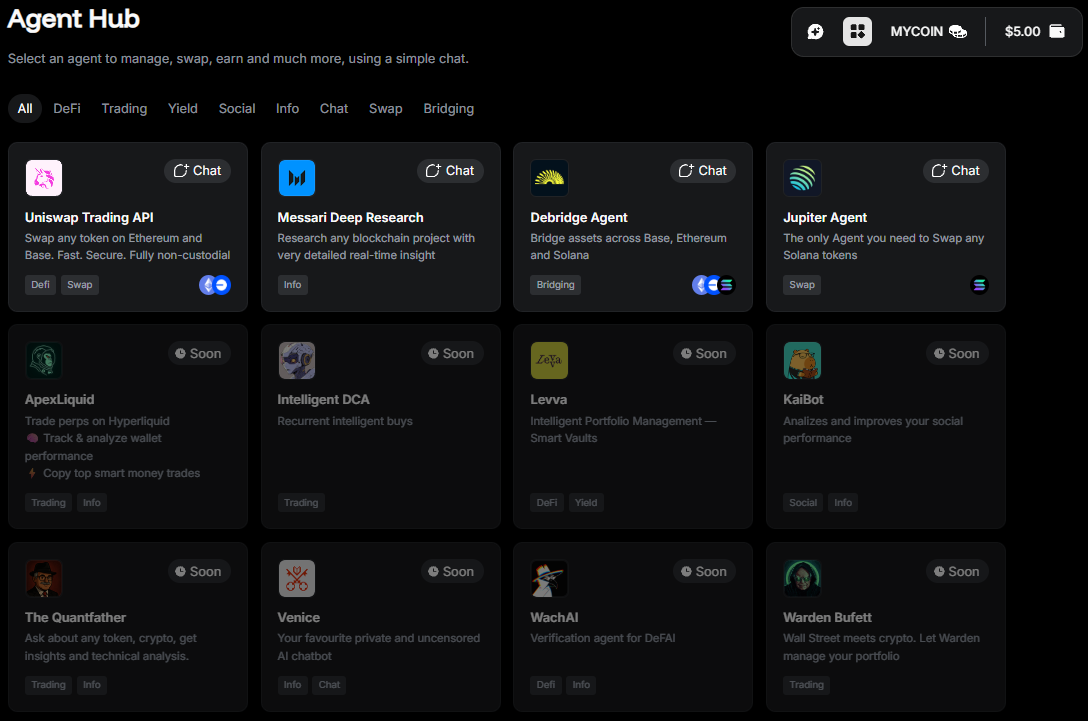 Agent Hub
MYCOIN
$5.00
Select an agent to manage, swap, earn and much more, using a simple chat.
All DeFi Trading Yield Social Info Chat Swap Bridging
Chat
Uniswap Trading API
Swap any token on Ethereum and
Base. Fast. Secure. Fully non-custodial
Defi Swap
Chat
Messari Deep Research
Research any blockchain project with
very detailed real-time insight
Info
Chat
Debridge Agent
Bridge assets across Base, Ethereum
and Solana
Bridging
Chat
Jupiter Agent
The only Agent you need to Swap any
Solana tokens
Swap
Soon
ApexLiquid
Trade perps on Hyperliquid
🧠 Track & analyze wallet
performance
⚡ Copy top smart money trades
Trading Info
Soon
Intelligent DCA
Recurrent intelligent buys
Trading
Levva
Soon
Levva
Intelligent Portfolio Management —
Smart Vaults
DeFi Yield
Soon
KaiBot
Analizes and improves your social
performance
Social Info
Soon
The Quantfather
Ask about any token, crypto, get
insights and technical analysis.
Trading Info
Soon
Venice
Your favourite private and uncensored
AI chatbot
Info Chat
Soon
WachAI
Verification agent for DeFAI
Defi Info
Soon
Warden Bufett
Wall Street meets crypto. Let Warden
manage your portfolio
Trading